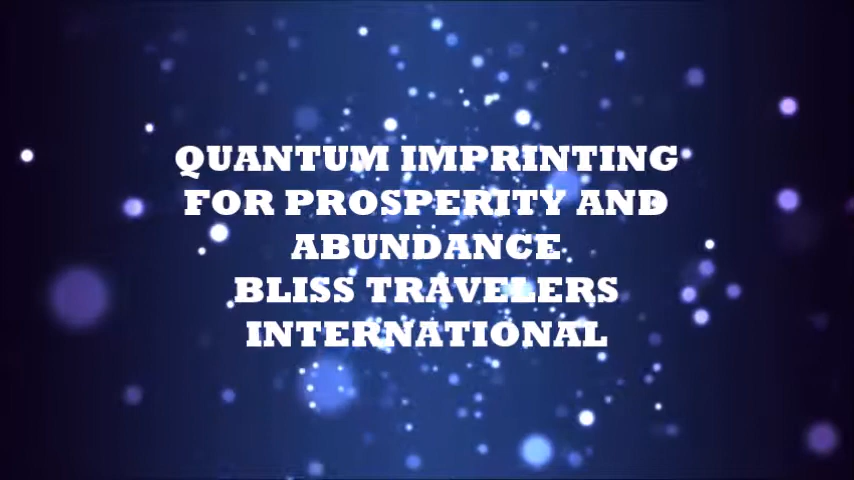 QUANTUM IMPRINTING
FOR PROSPERITY AND
ABUNDANCE
BLISS TRAVELERS
INTERNATIONAL